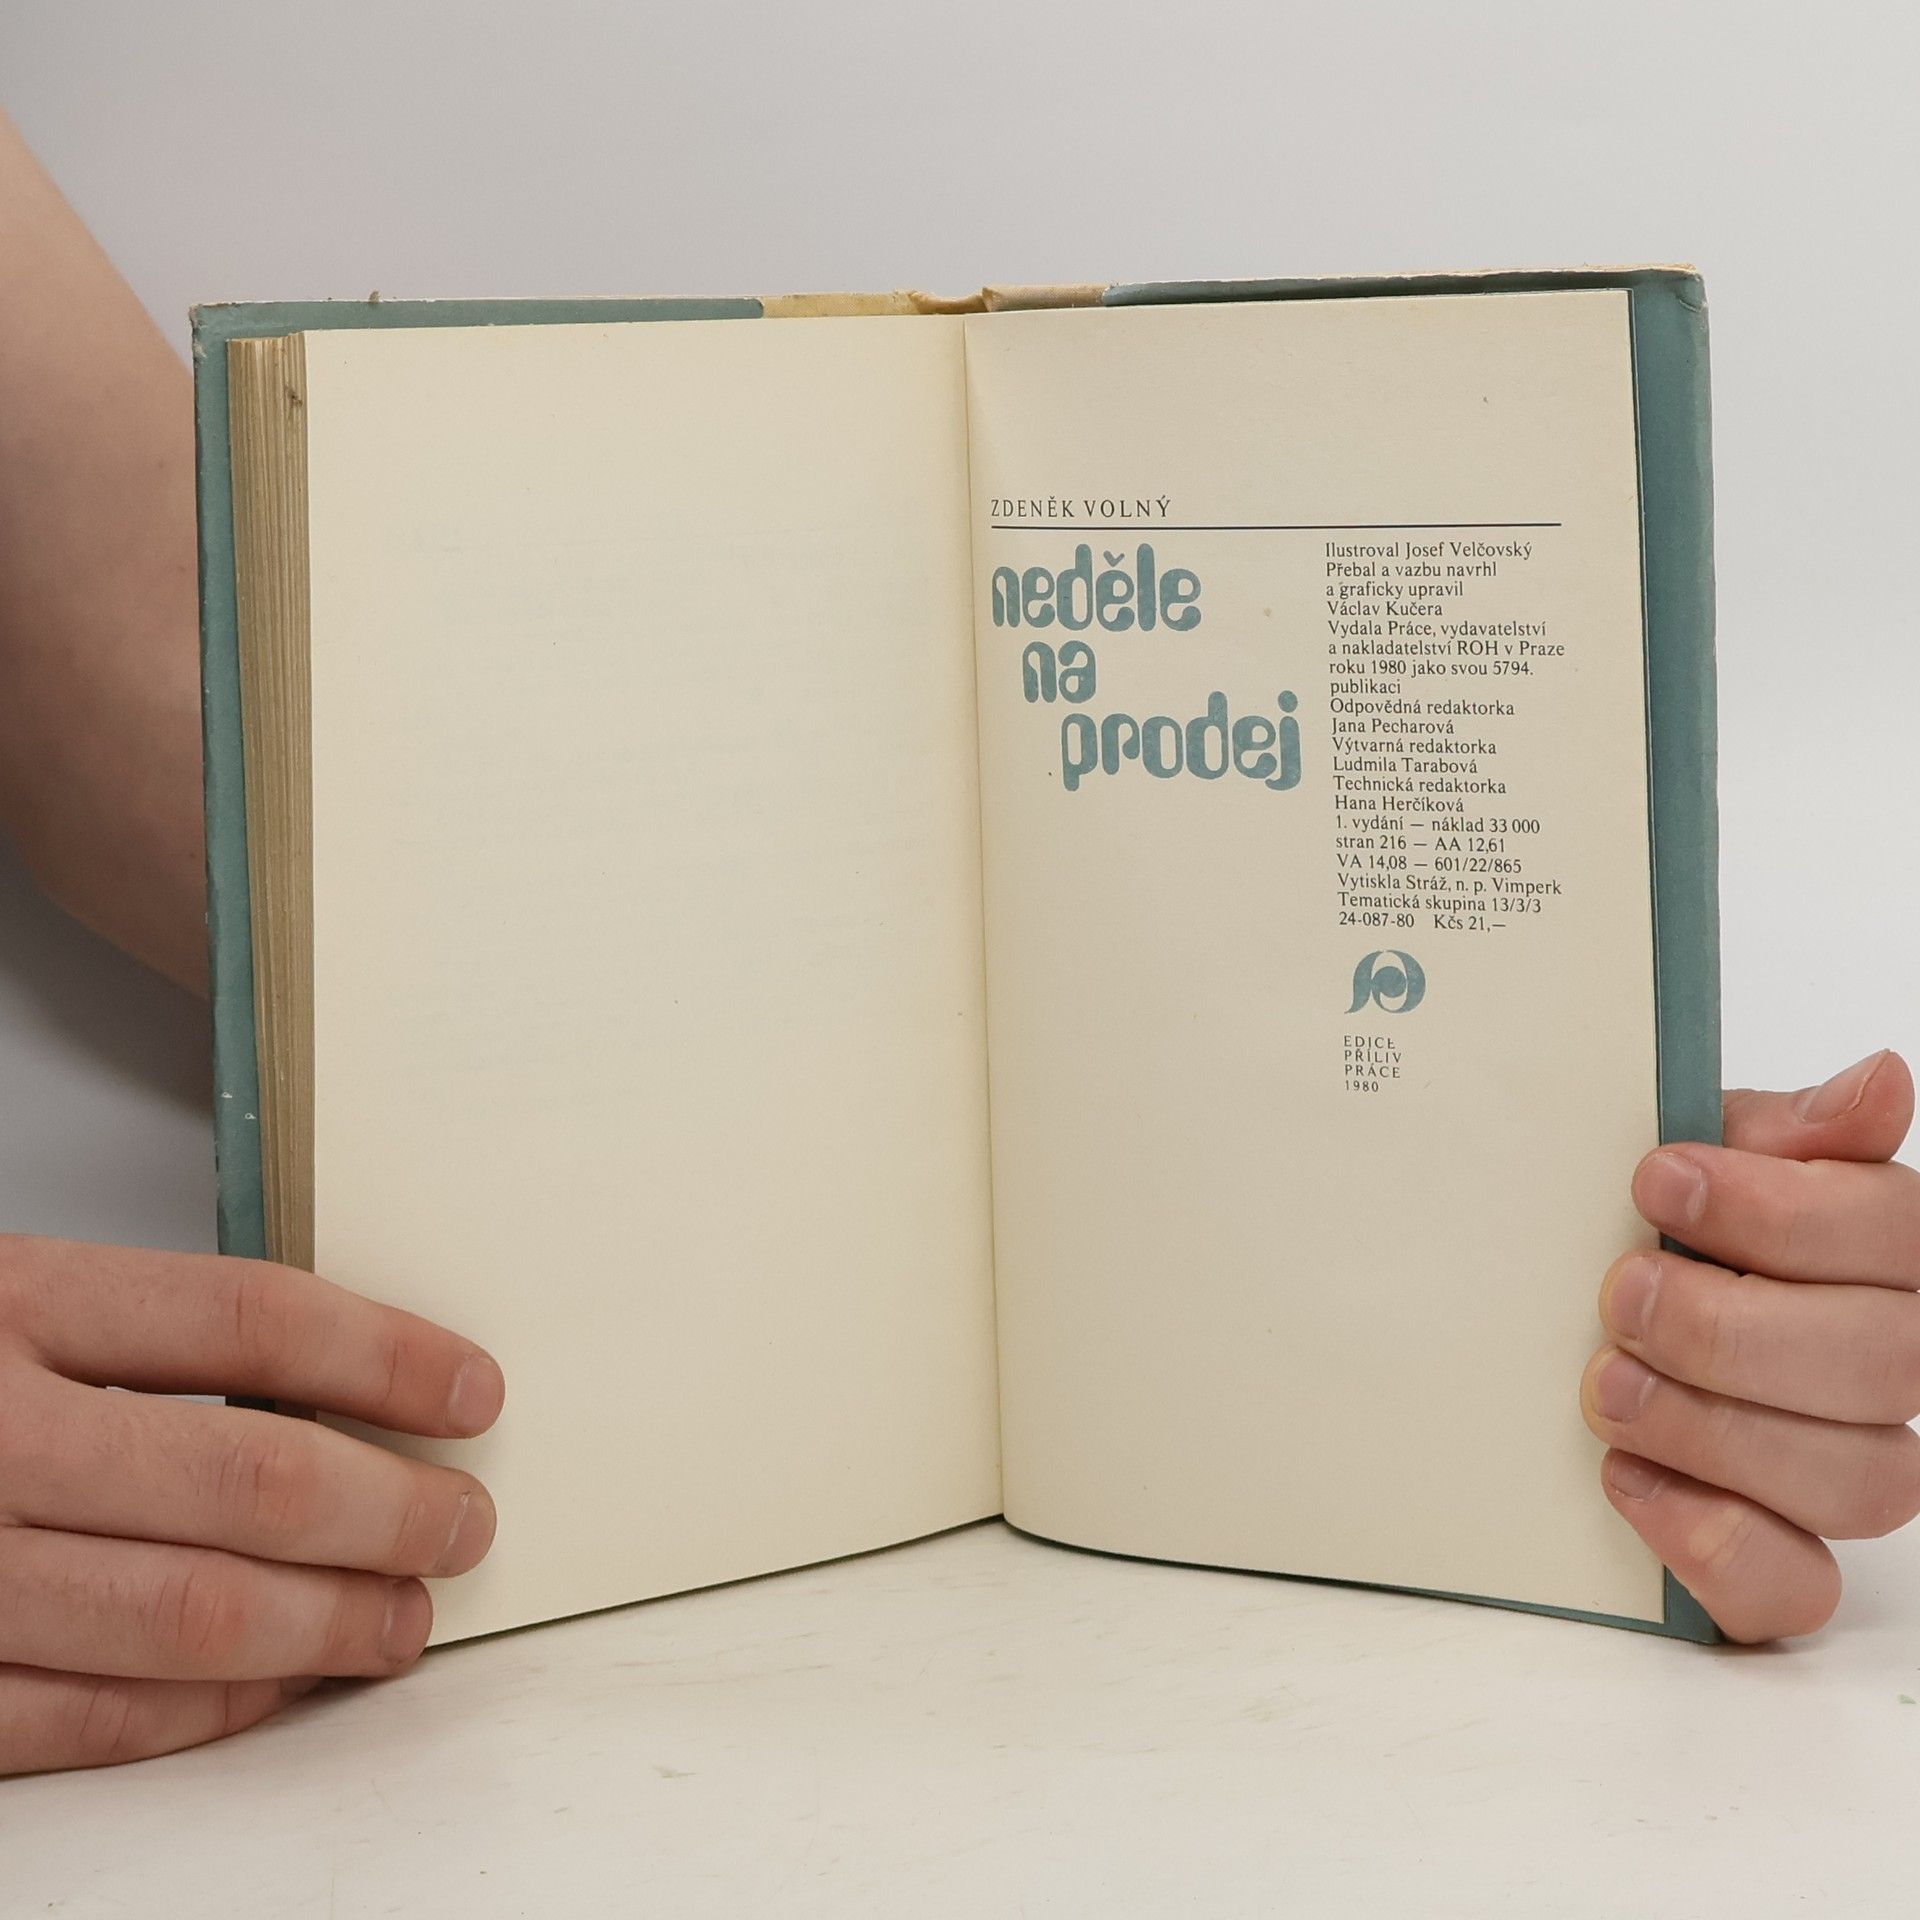 ZDENĚK VOLNÝ
neděle
na
prodej
Ilustroval Josef Velčovský
Přebal a vazbu navrhl
a graficky upravil
Václav Kučera
Vydala Práce, vydavatelství
a nakladatelství ROH v Praze
roku 1980 jako svou 5794.
publikaci
Odpovědná redaktorka
Jana Pecharová
Výtvarná redaktorka
Ludmila Tarabová
Technická redaktorka
Hana Herčíková
1. vydání — náklad 33 000
stran 216 — AA 12,61
VA 14,08 — 601/22/865
Vytiskla Stráž, n. p. Vimperk
Tematická skupina 13/3/3
24-087-80 Kčs 21,—
EDICE
PŘÍLIV
PRÁCE
1980